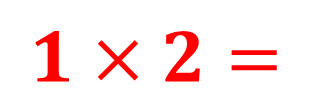 1 × 2 =